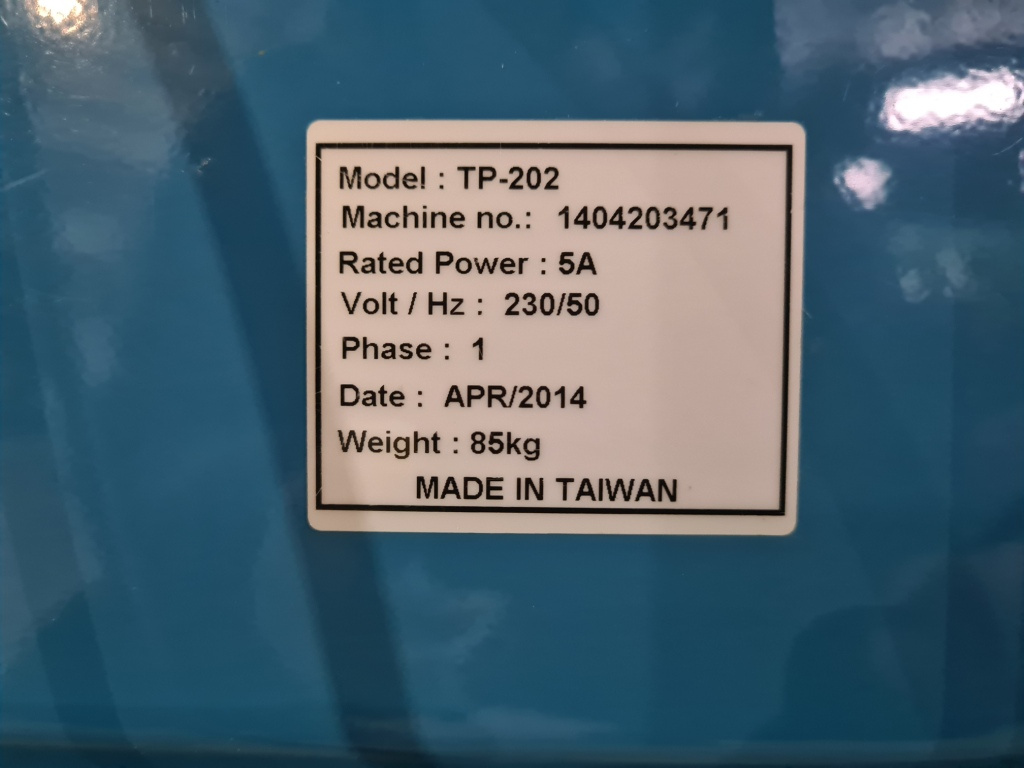 Model : TP-202
Machine no.: 1404203471
Rated Power : 5A
Volt / Hz : 230/50
Phase : 1
Date : APR/2014
Weight : 85kg
MADE IN TAIWAN